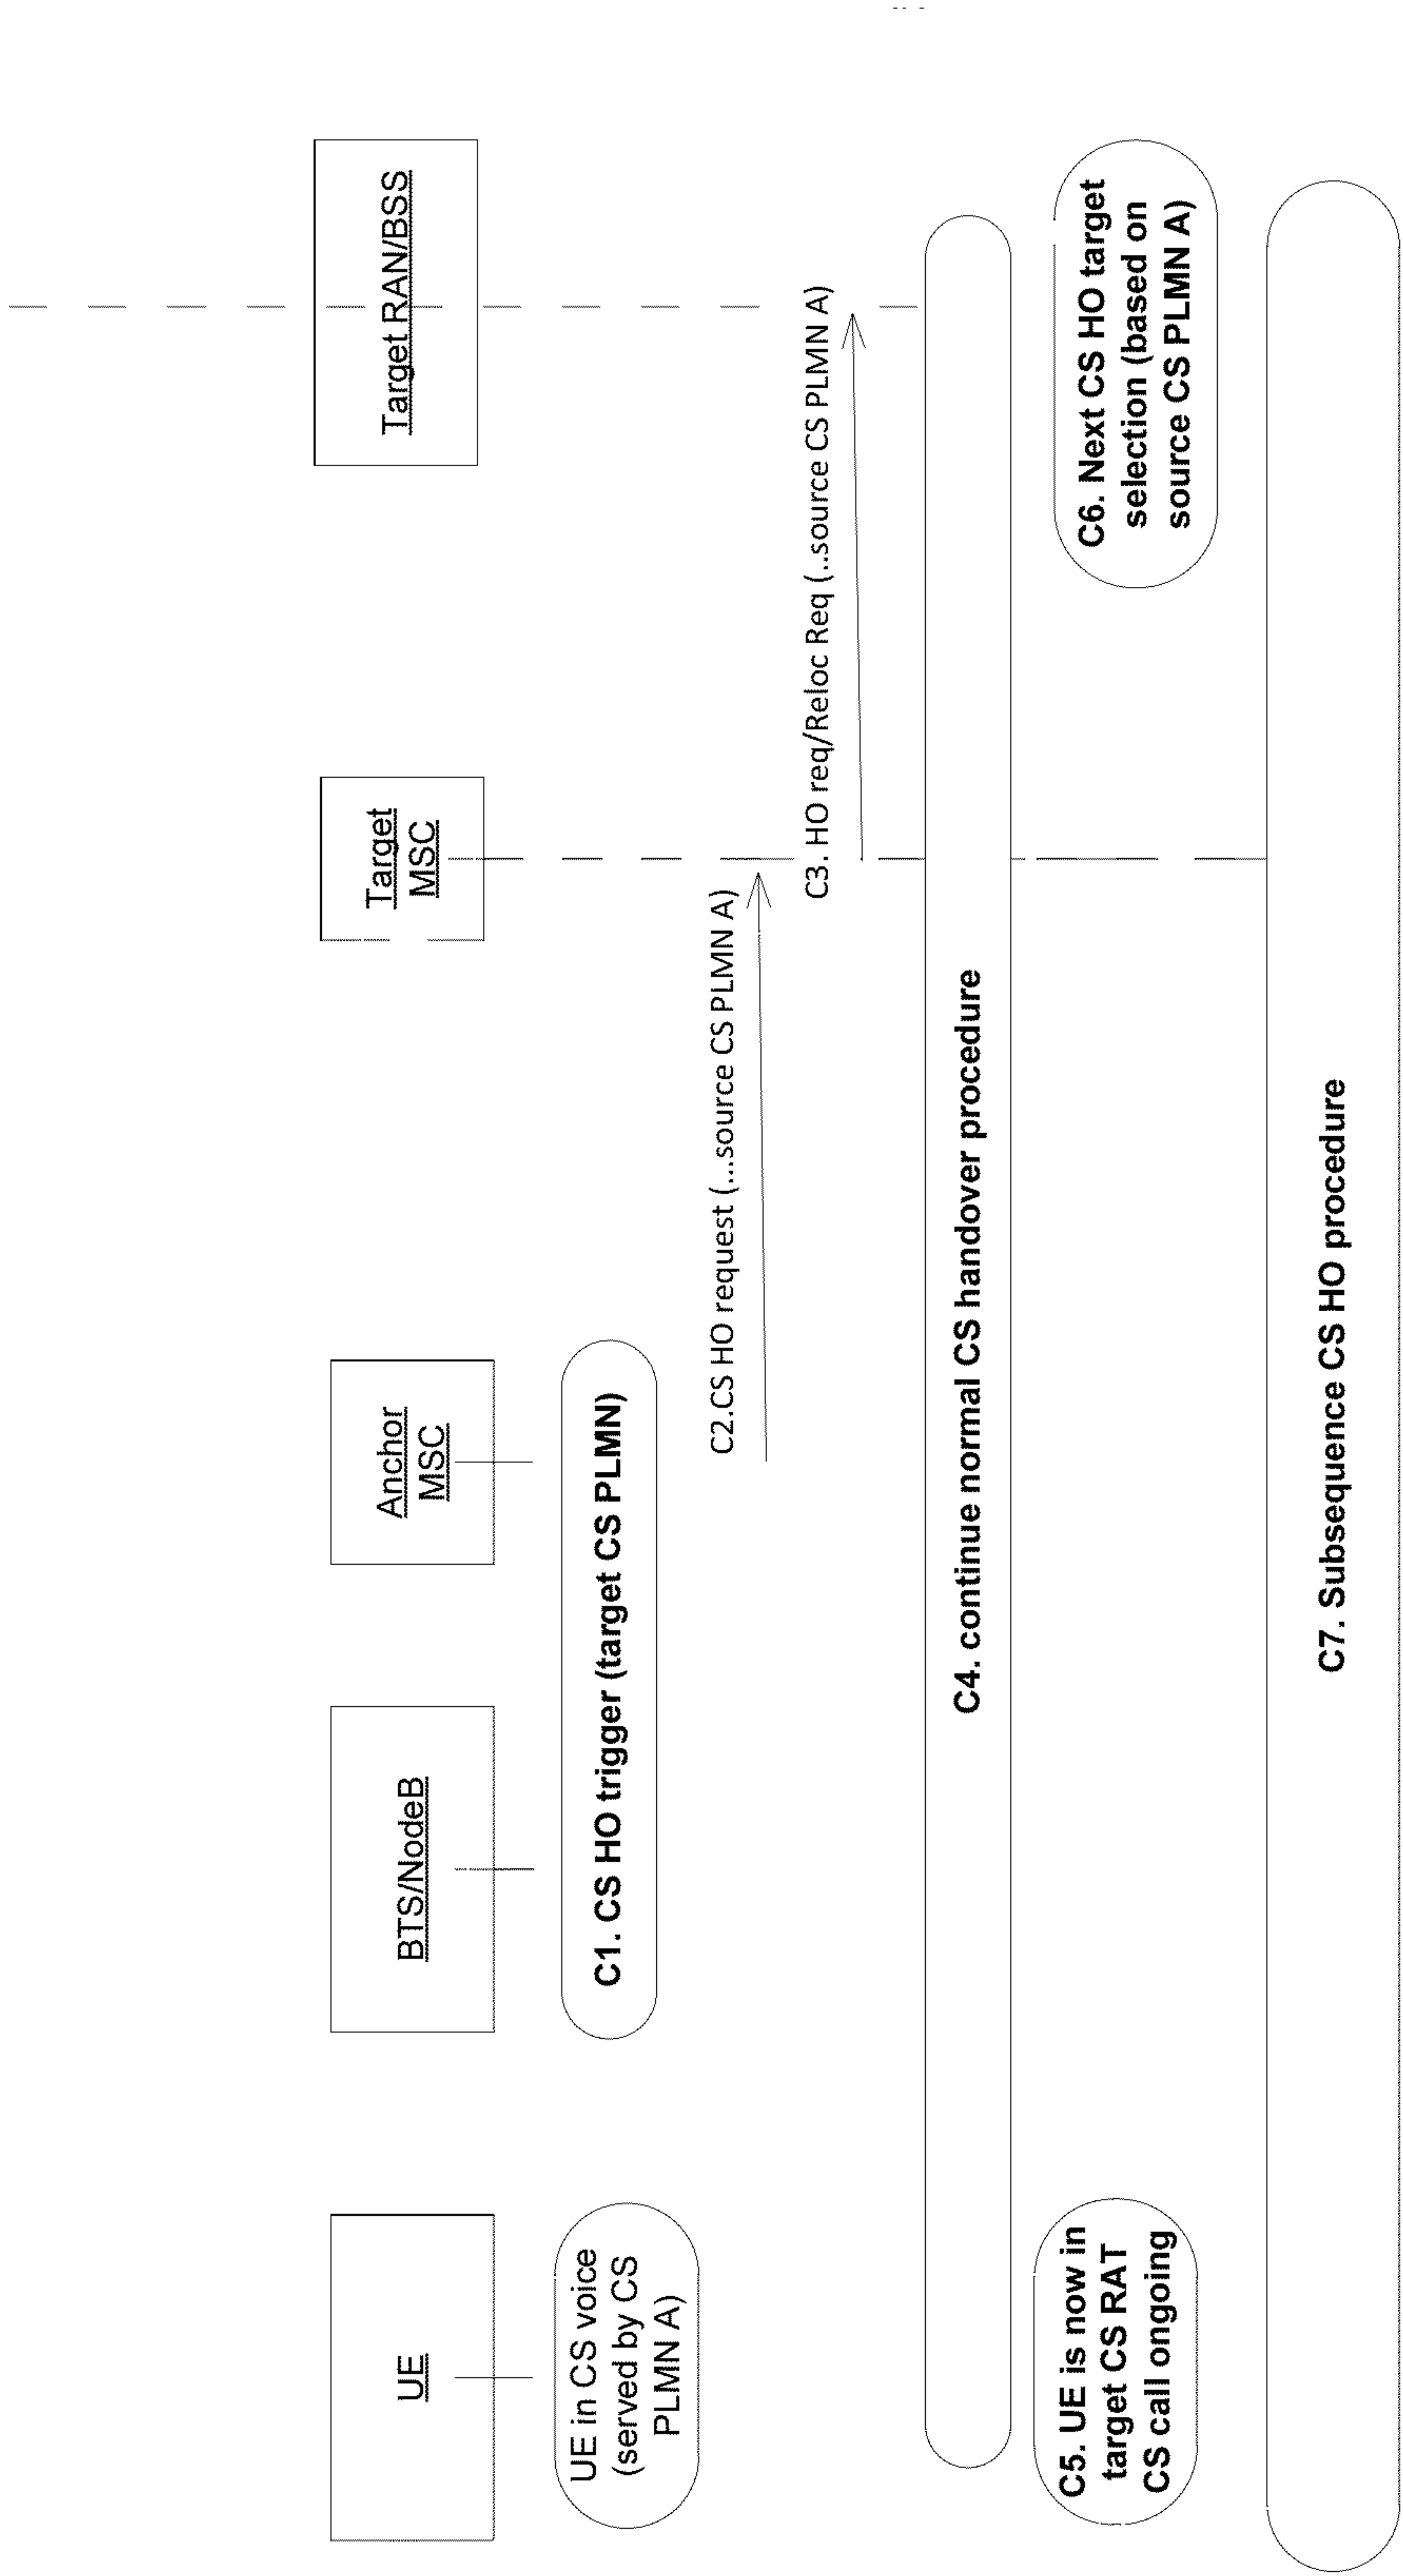 UE
BTS/NodeB
Anchor
MSC
Target
MSC
Target RAN/BSS
UE in CS voice
(served by CS
PLMN A)
C1. CS HO trigger (target CS PLMN)
C2.CS HO request (...source CS PLMN A)
C3. HO req/Reloc Req (..source CS PLMN A)
C4. continue normal CS handover procedure
C5. UE is now in
target CS RAT
CS call ongoing
C6. Next CS HO target
selection (based on
source CS PLMN A)
C7. Subsequence CS HO procedure